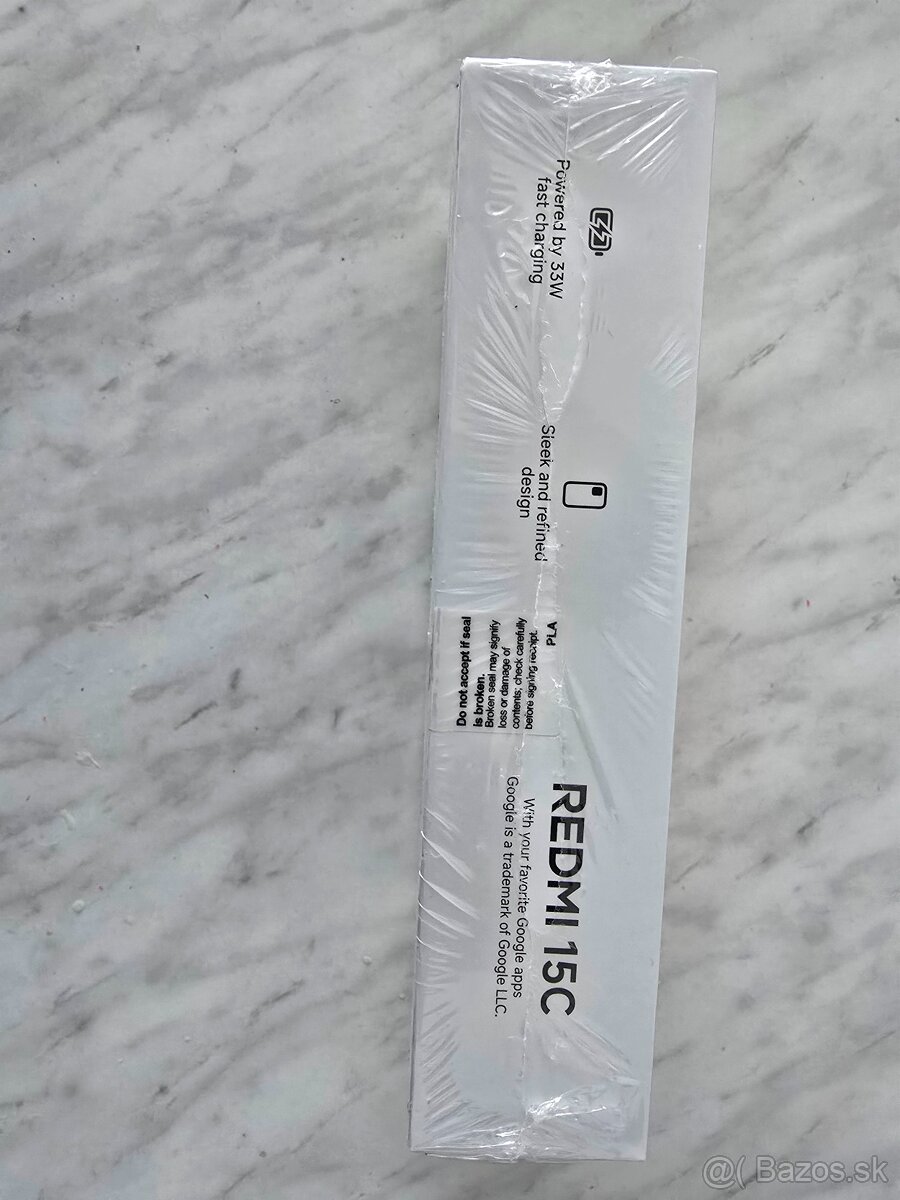 Powered by 33W
fast charging
Sleek and refined
design
PLA
Do not accept if seal
is broken.
Broken seal may signify
loss or damage of
contents, check carefully
before signing receipt.
REDMI 15C
With your favorite Google apps
Google is a trademark of Google LLC.
@( Bazos.sk